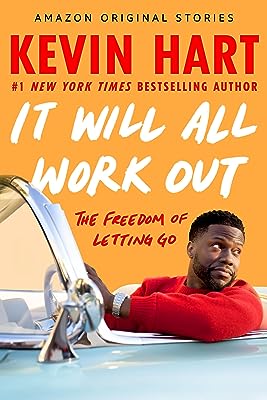 AMAZON ORIGINAL STORIES
KEVIN HART
#1 NEW YORK TIMES BESTSELLING AUTHOR
IT WILL ALL
WORK OUT
THE FREEDOM OF
LETTING GO